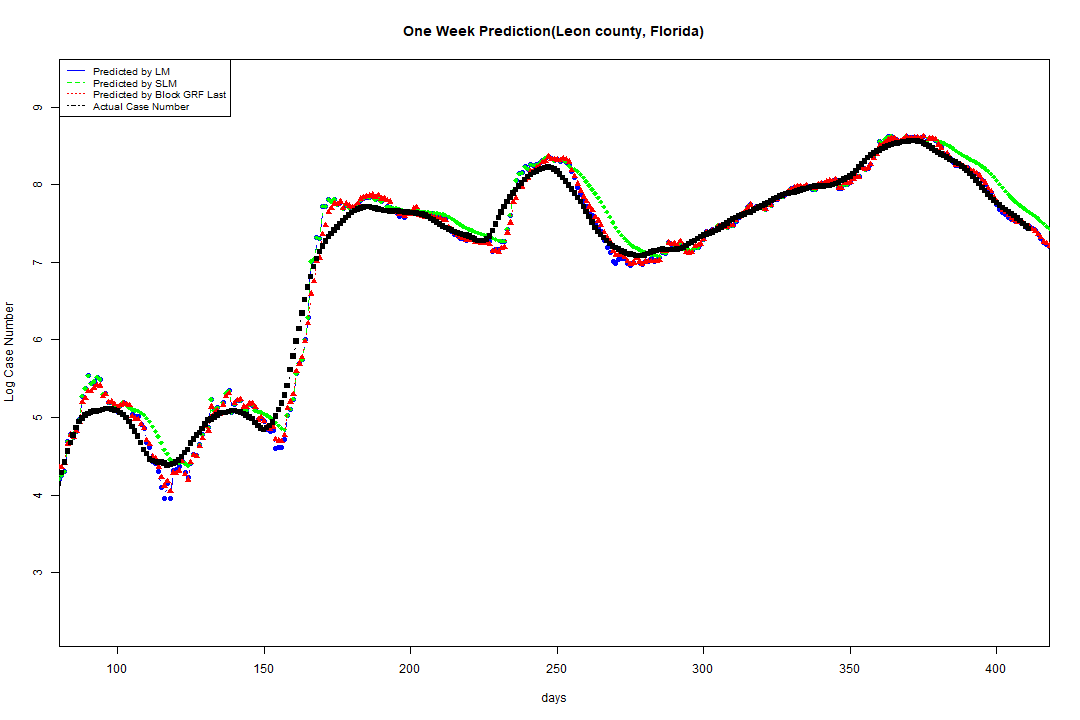 One Week Prediction(Leon county, Florida)
Predicted by LM
Predicted by SLM
Predicted by Block GRF Last
Actual Case Number
9
8
7
6
5
4
3
Log Case Number
100 150 200 250 300 350 400
days